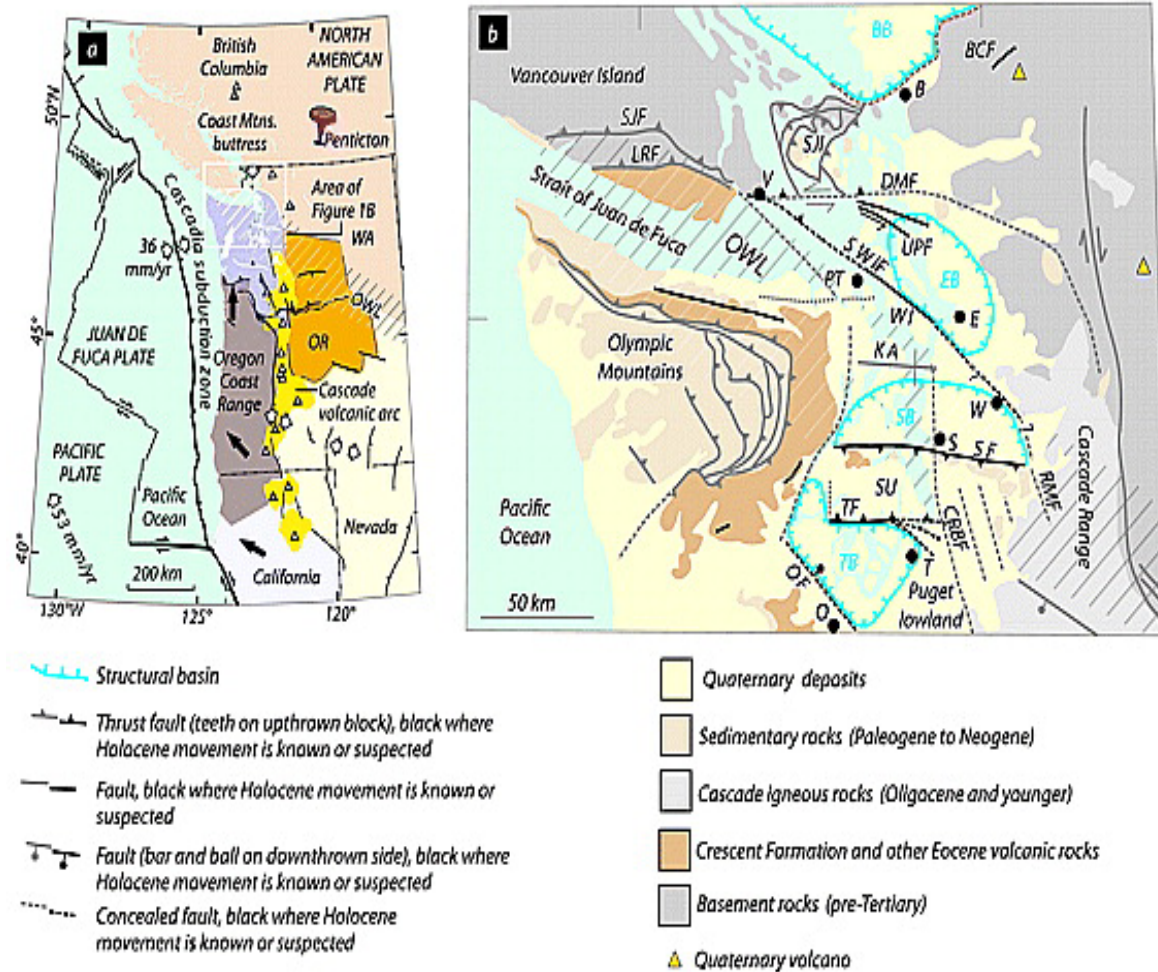 a
British
Columbia
NORTH
AMERICAN
PLATE
50°N
Coast Mtns.
buttress
Penticton
Area of
Figure 1B
WA
36
mm/yr
Cascadia subduction zone
OWL
45°
JUAN DE
FUCA PLATE
OR
Oregon
Coast
Range
Cascade
volcanic arc
PACIFIC
PLATE
Pacific
Ocean
53 mm/yr
Nevada
40°
200 km
California
130°W
125°
120°
b
BB
BCF
Vancouver Island
B
SJF
SJI
LRF
V
DMF
Strait of Juan de Fuca
OWL
SWIF
UPF
EB
PT
WI
E
Olympic
Mountains
KA
SB
W
S
SF
RMF
Cascade Range
SU
Pacific
Ocean
TF
CRBF
TB
T
OF
Puget
lowland
50 km
O
Structural basin
Thrust fault (teeth on upthrown block), black where
Holocene movement is known or suspected
Fault, black where Holocene movement is known or
suspected
Fault (bar and ball on downthrown side), black where
Holocene movement is known or suspected
Concealed fault, black where Holocene
movement is known or suspected
Quaternary deposits
Sedimentary rocks (Paleogene to Neogene)
Cascade Igneous rocks (Oligocene and younger)
Crescent Formation and other Eocene volcanic rocks
Basement rocks (pre-Tertiary)
Quaternary volcano